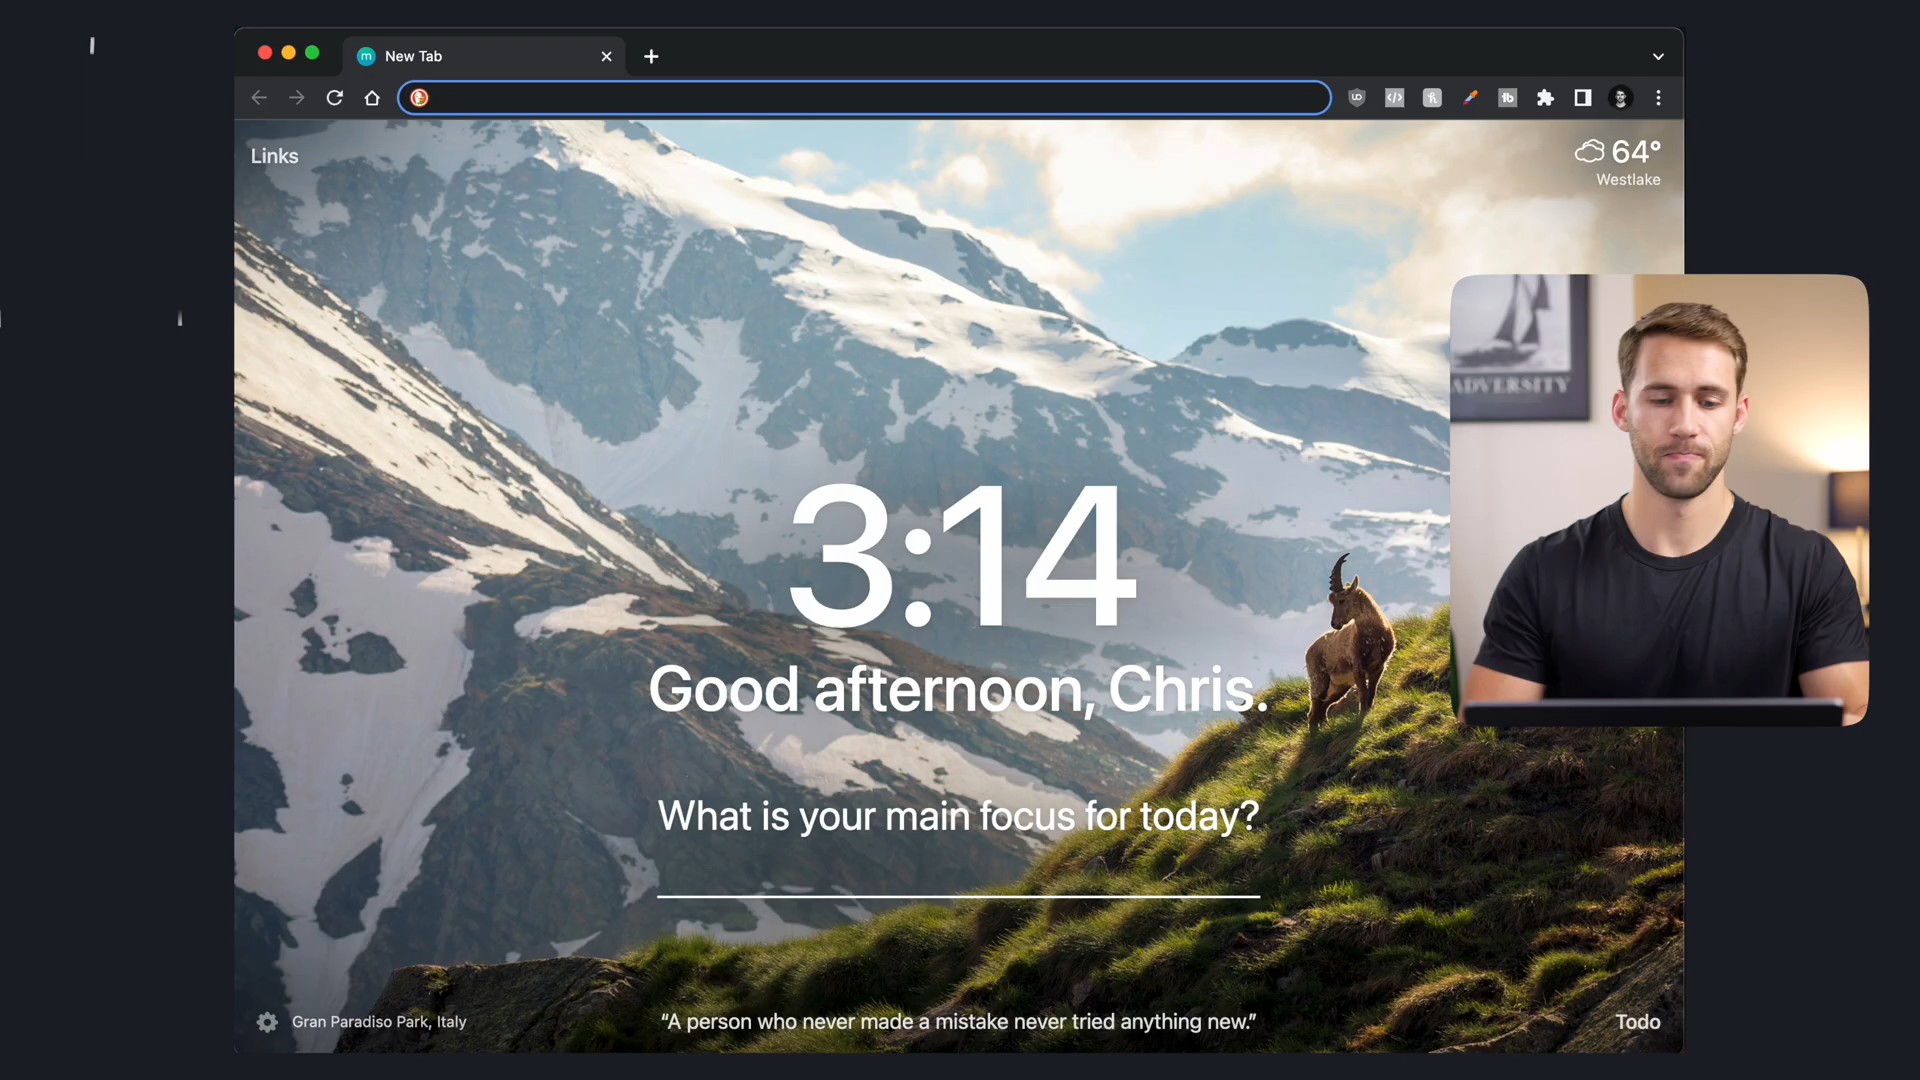 New Tab
Links
64°
Westlake
ADVERSITY
3:14
Good afternoon, Chris.
What is your main focus for today?
Gran Paradiso Park, Italy
“A person who never made a mistake never tried anything new.”
Todo